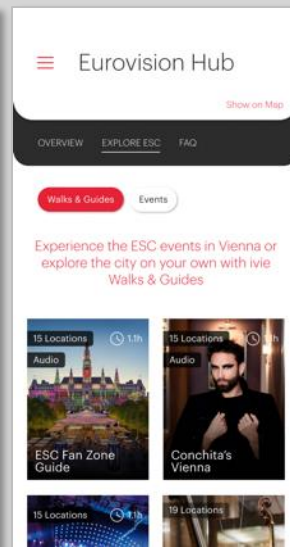 Eurovision Hub
Show on Map
OVERVIEW EXPLORE ESC FAQ
Walks & Guides Events
Experience the ESC events in Vienna or
explore the city on your own with ivie
Walks & Guides
15 Locations 1.1h
Audio
ESC Fan Zone
Guide
15 Locations 1.1h
Audio
Conchita's
Vienna
15 Locations 1.1h
19 Locations